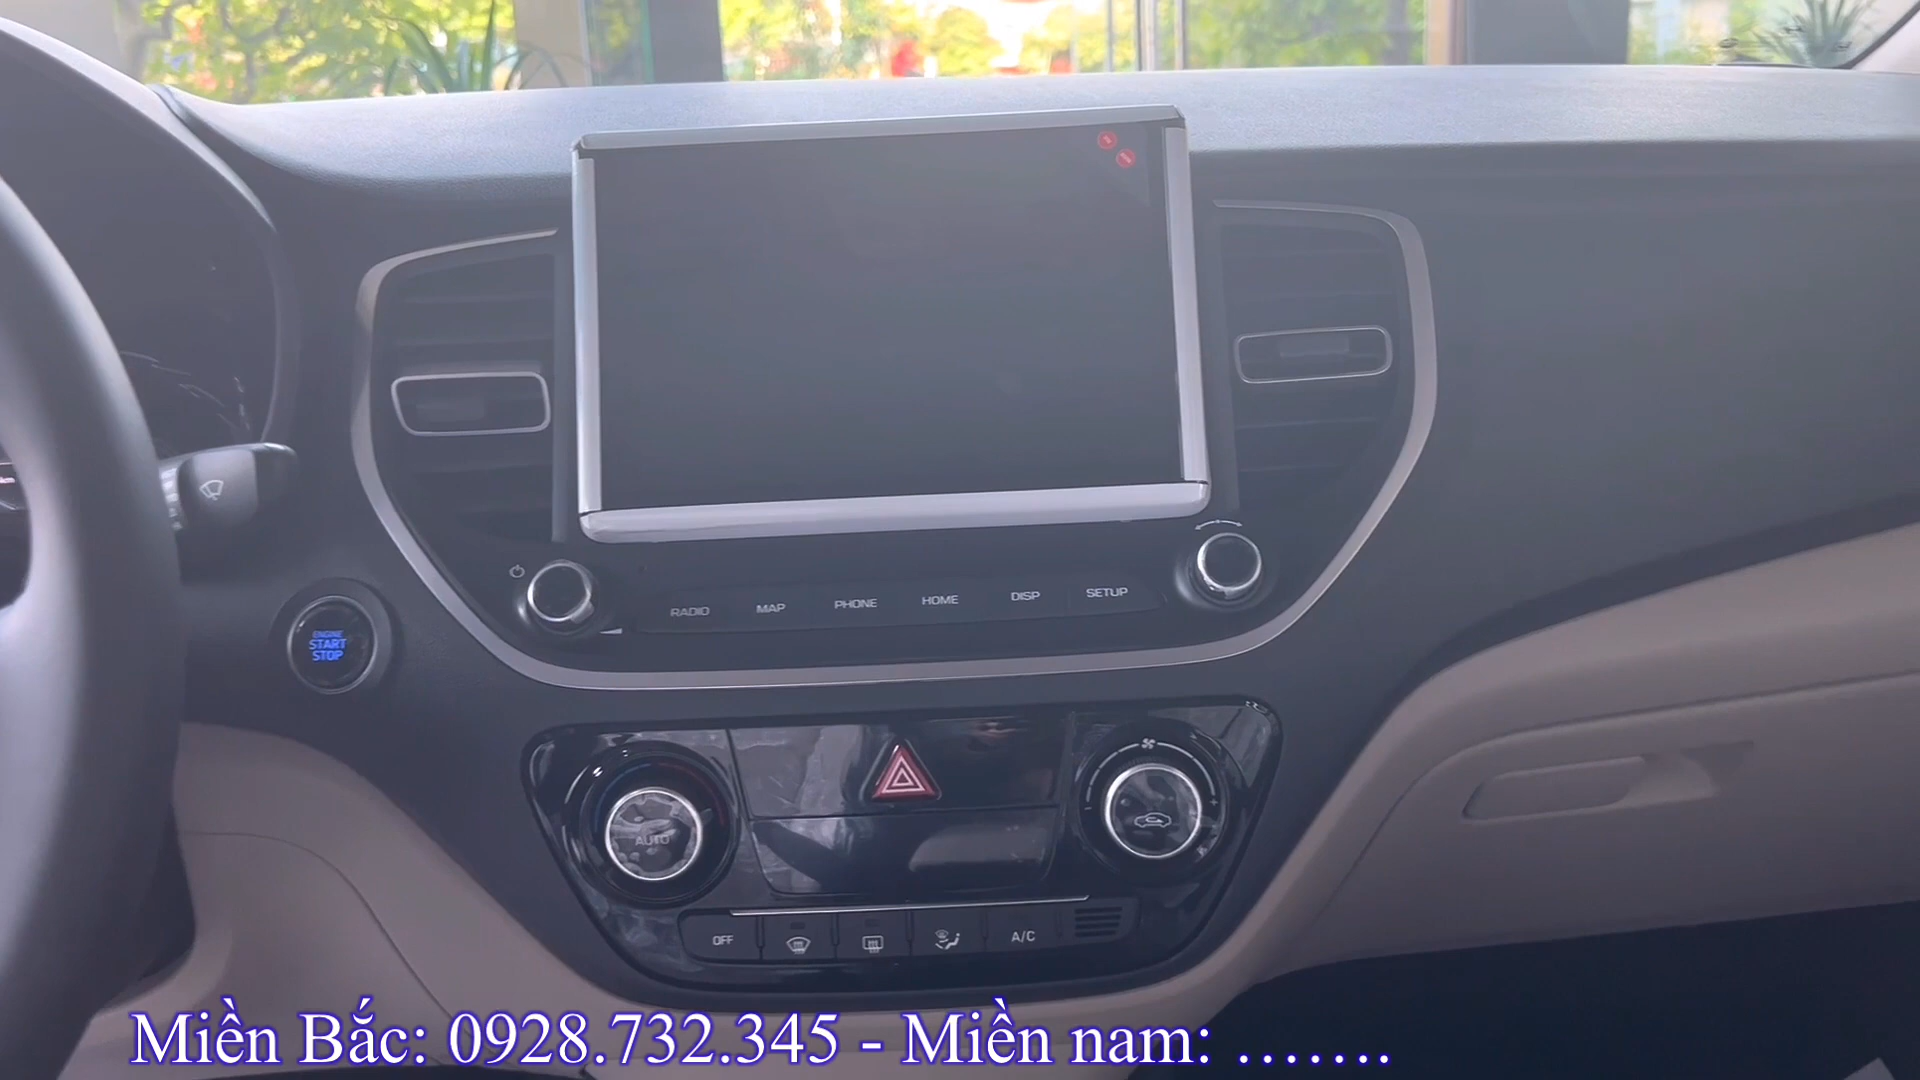 RADIO MAP PHONE HOME DISP SETUP
ENGINE
START
STOP
AUTO
OFF A/C
Miền Bắc: 0928.732.345 - Miền nam: .......